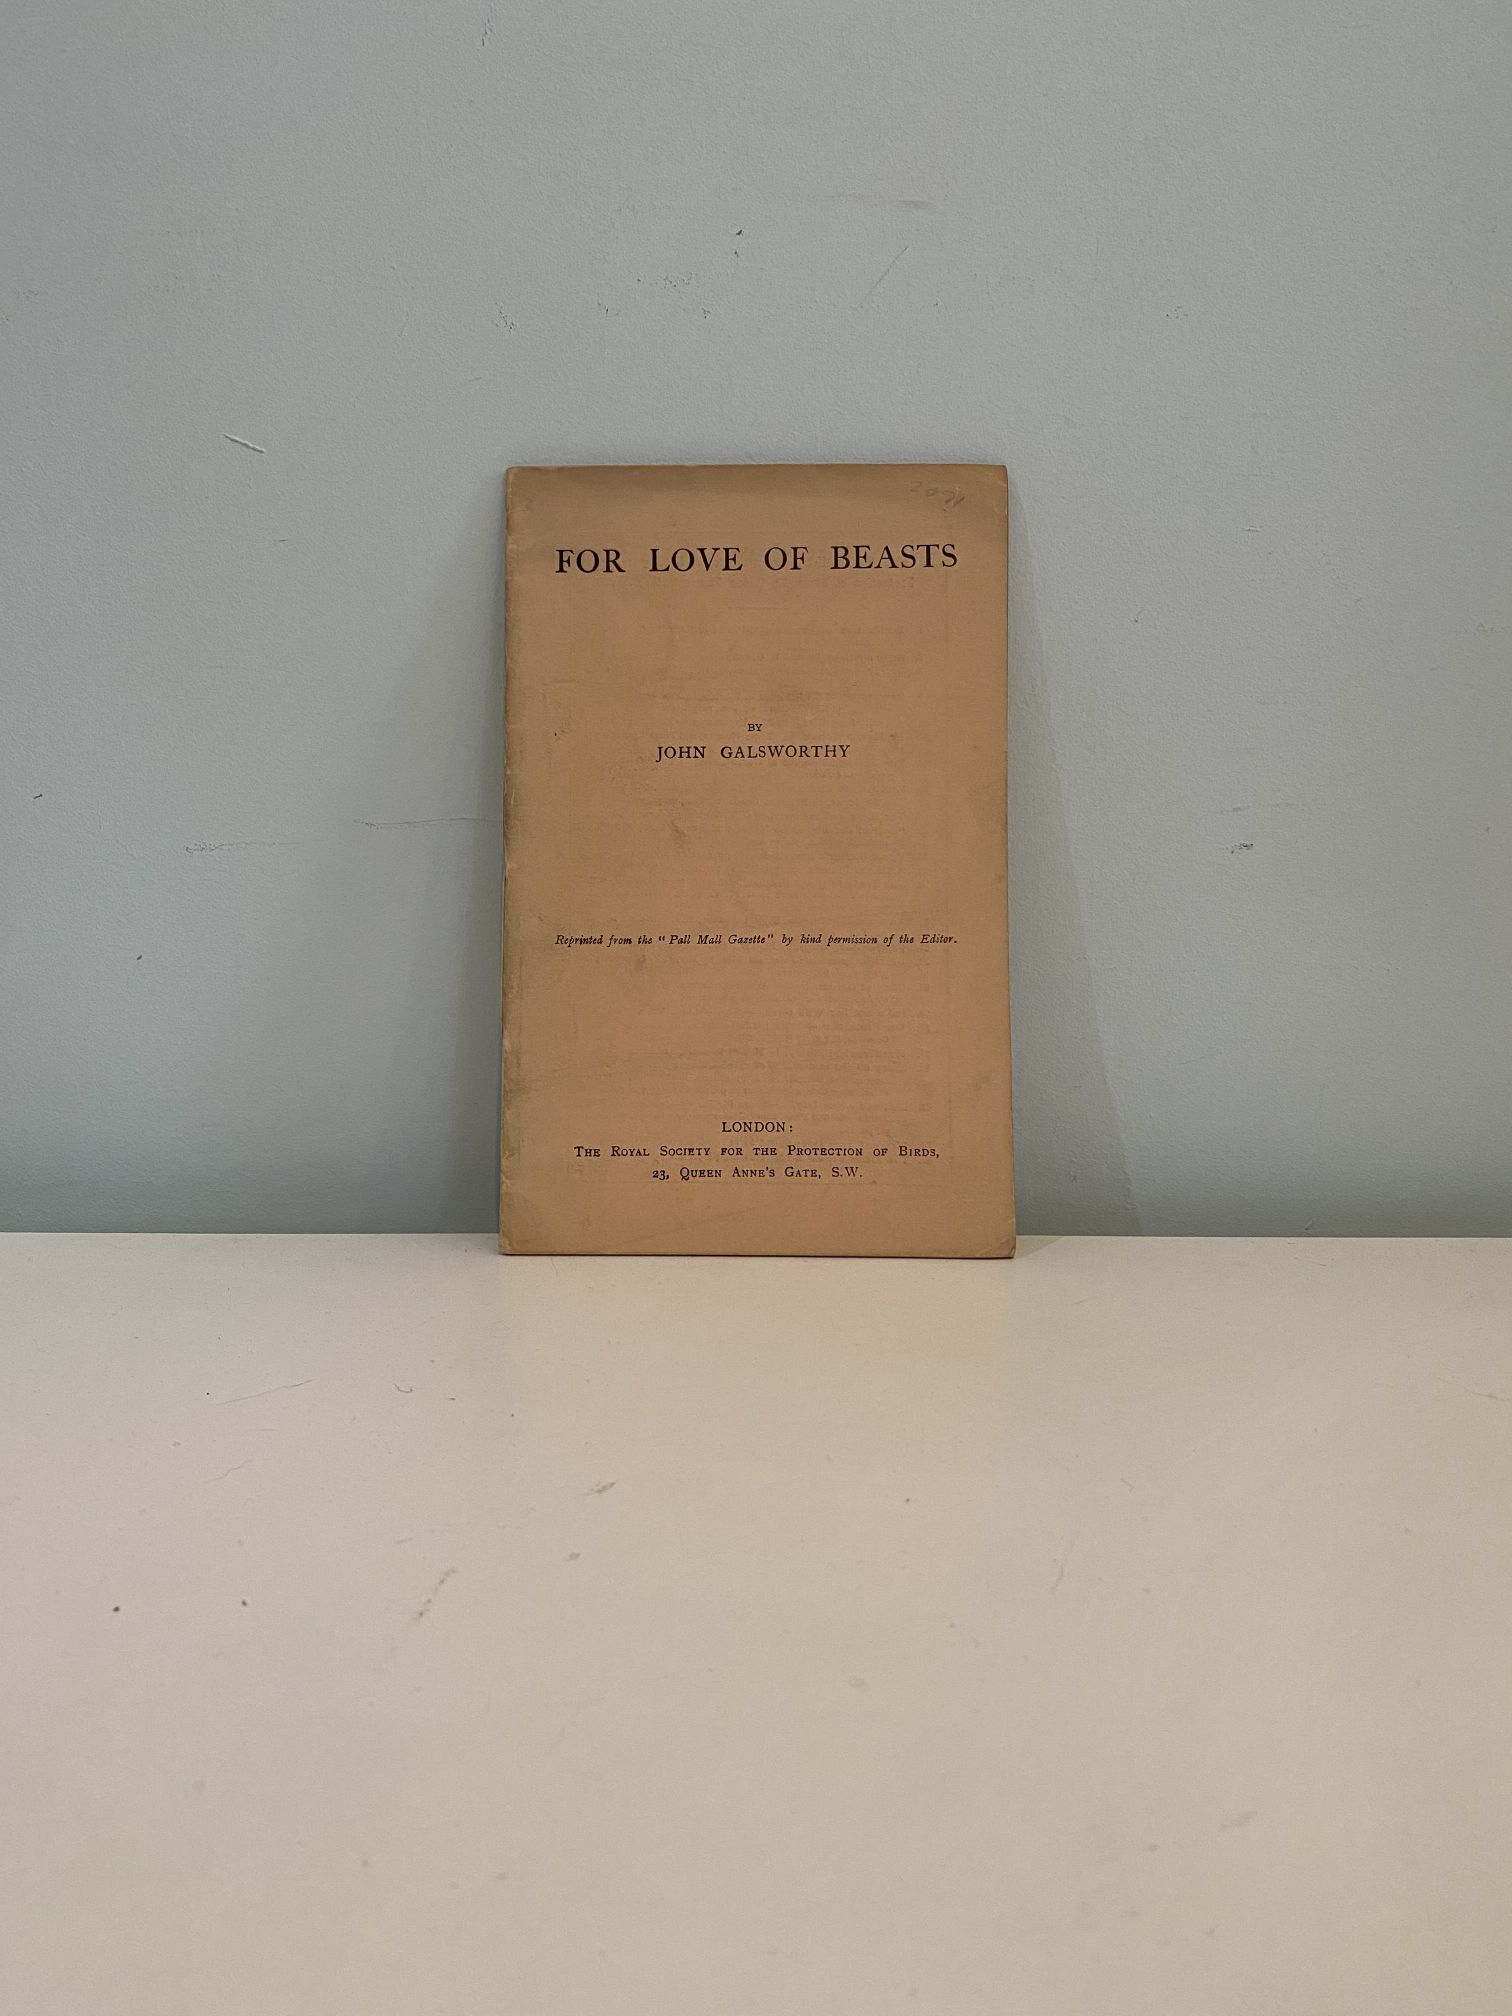 FOR LOVE OF BEASTS
BY
JOHN GALSWORTHY
Reprinted from the "Pall Mall Gazette" by kind permission of the Editor.
LONDON:
THE ROYAL SOCIETY FOR THE PROTECTION OF BIRDS,
23, QUEEN ANNE'S GATE, S.W.